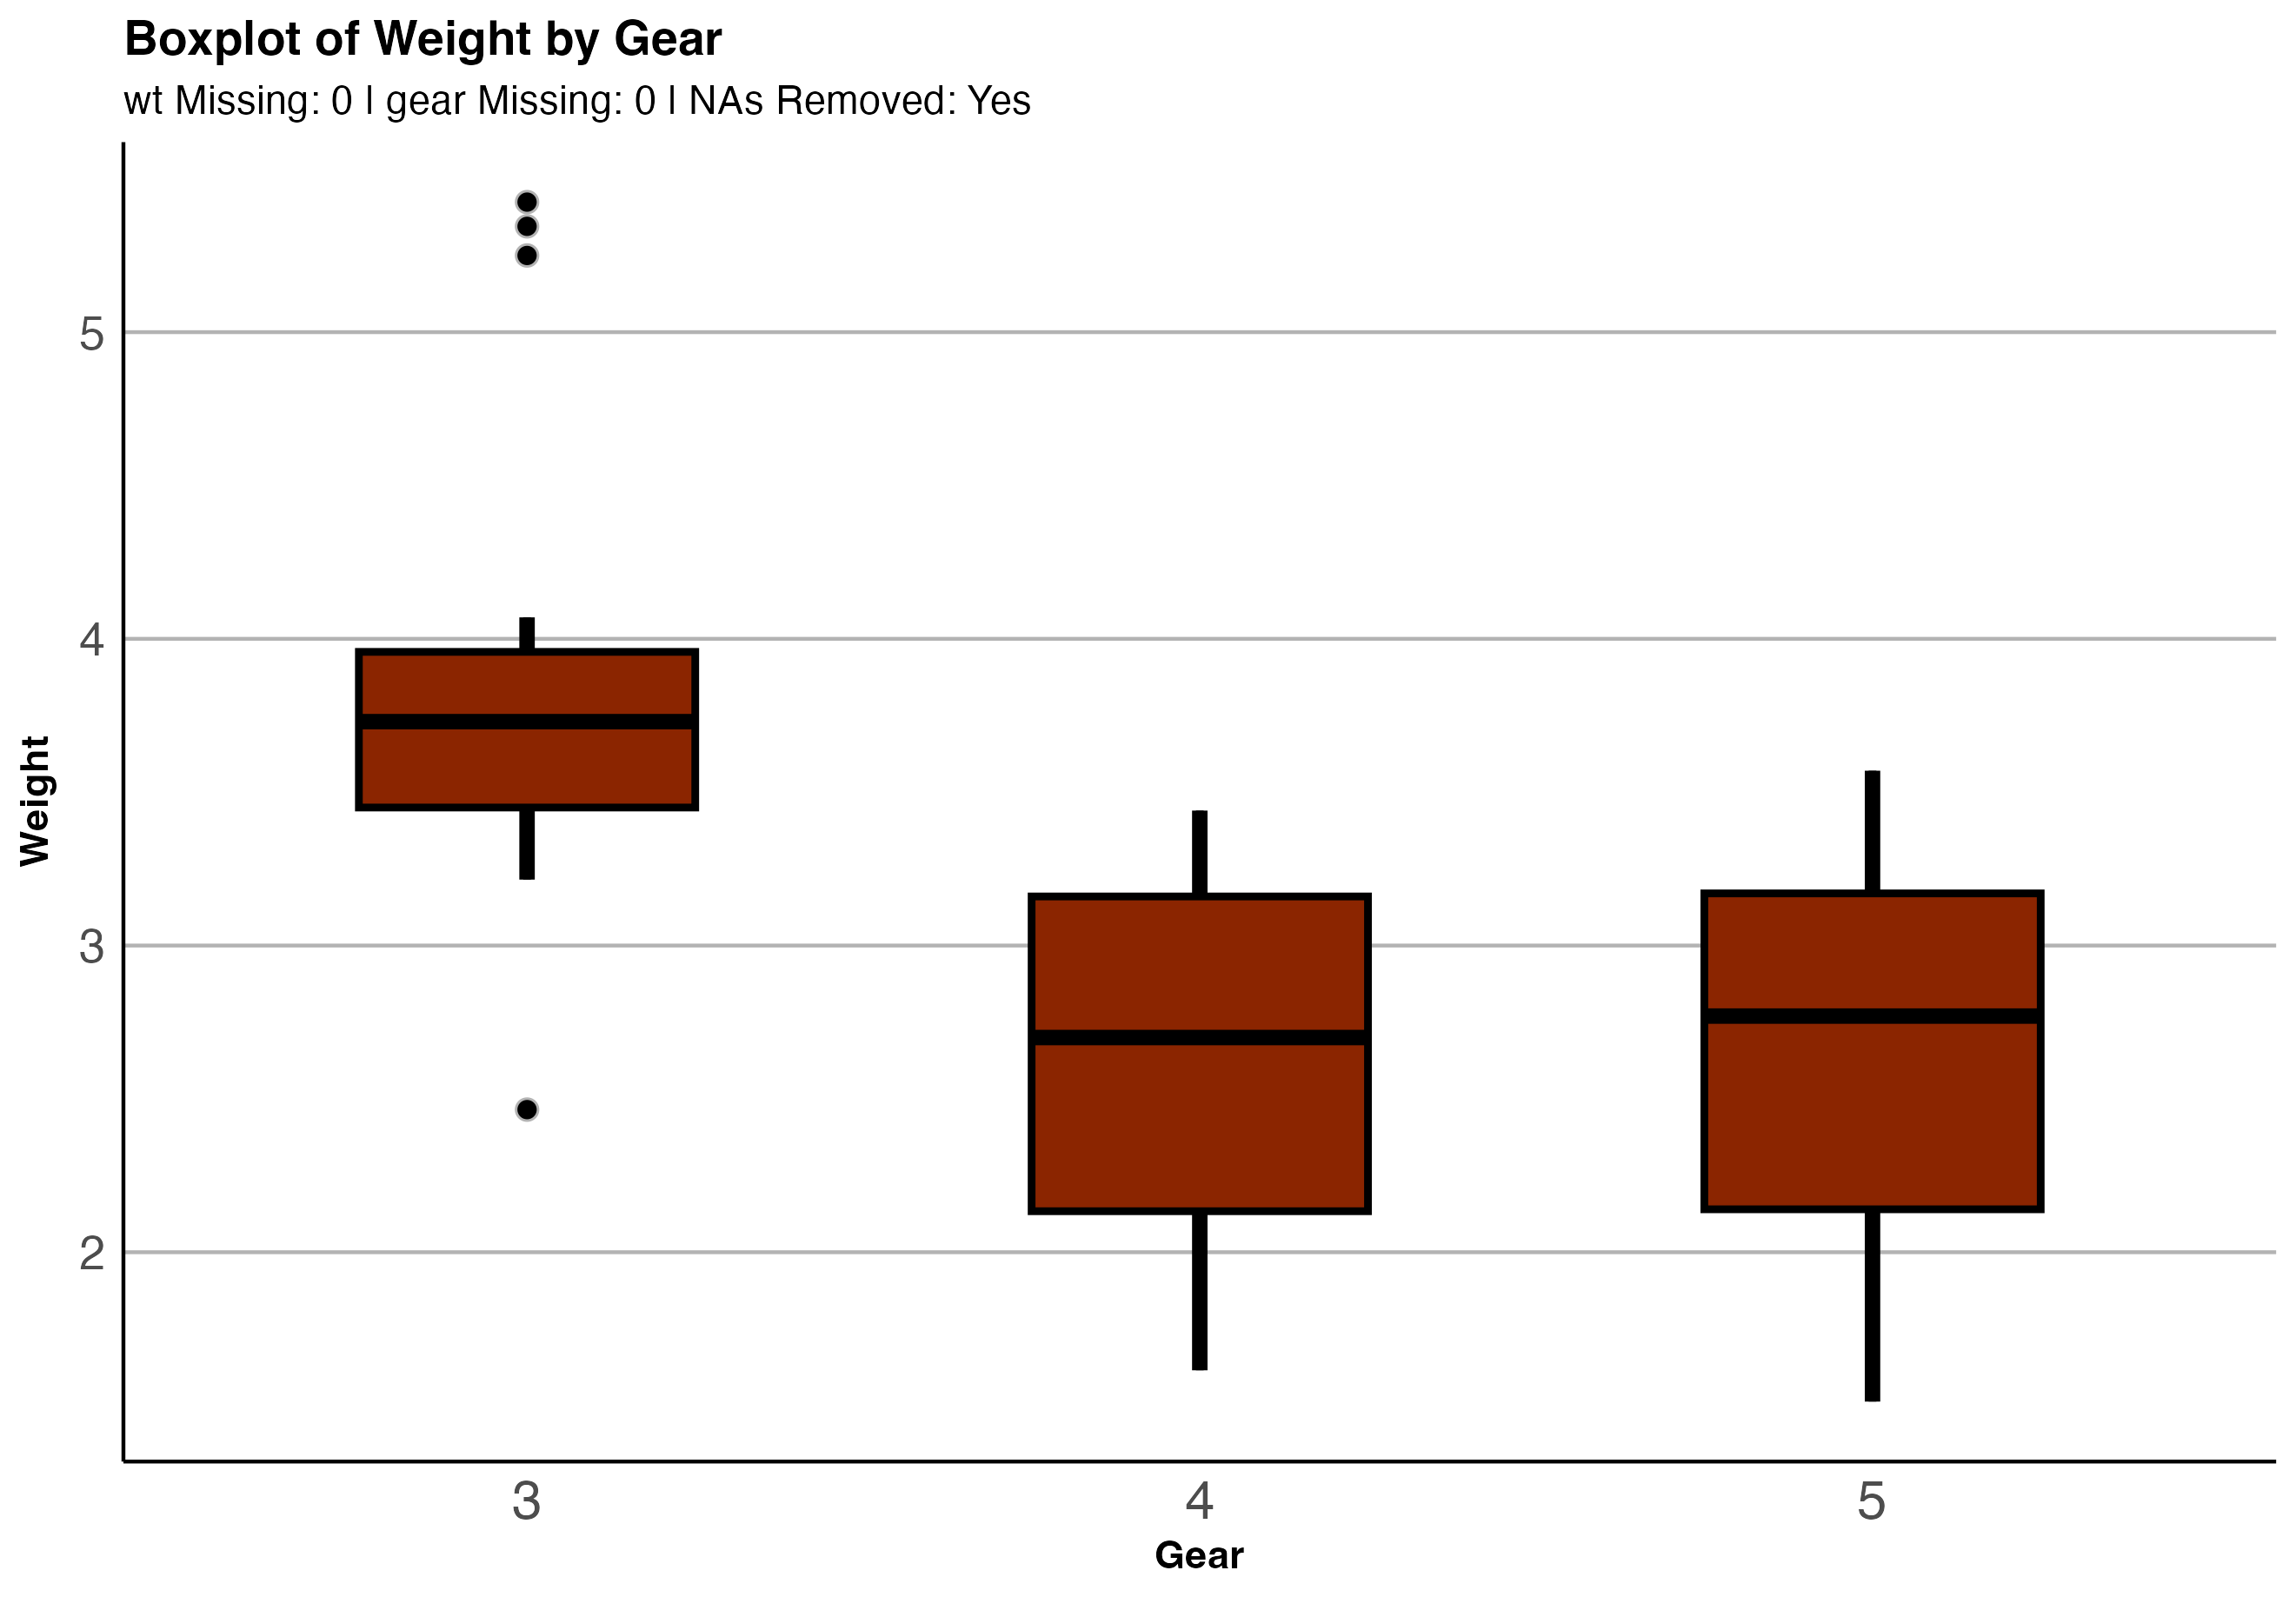 Boxplot of Weight by Gear
wt Missing: 0 | gear Missing: 0 | NAs Removed: Yes
5
4
3
2
Weight
3 4 5
Gear